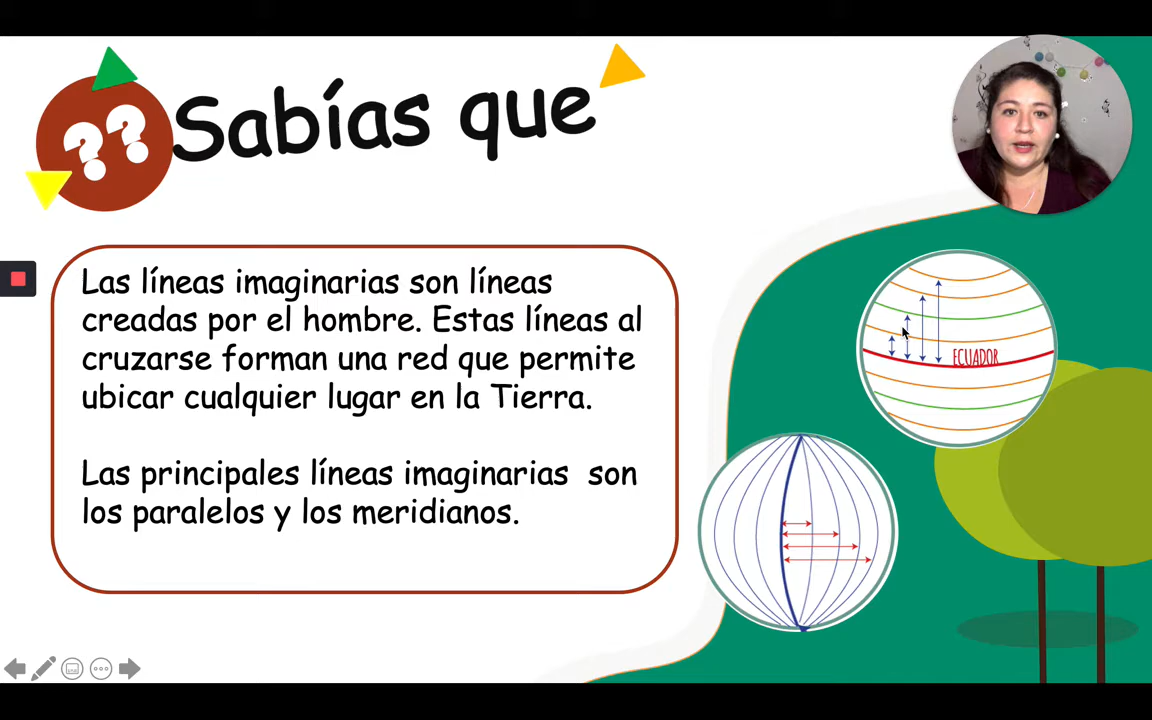 ??
Sabías que
Las líneas imaginarias son líneas
creadas por el hombre. Estas líneas al
cruzarse forman una red que permite
ubicar cualquier lugar en la Tierra.
Las principales líneas imaginarias  son
los paralelos y los meridianos.
ECUADOR